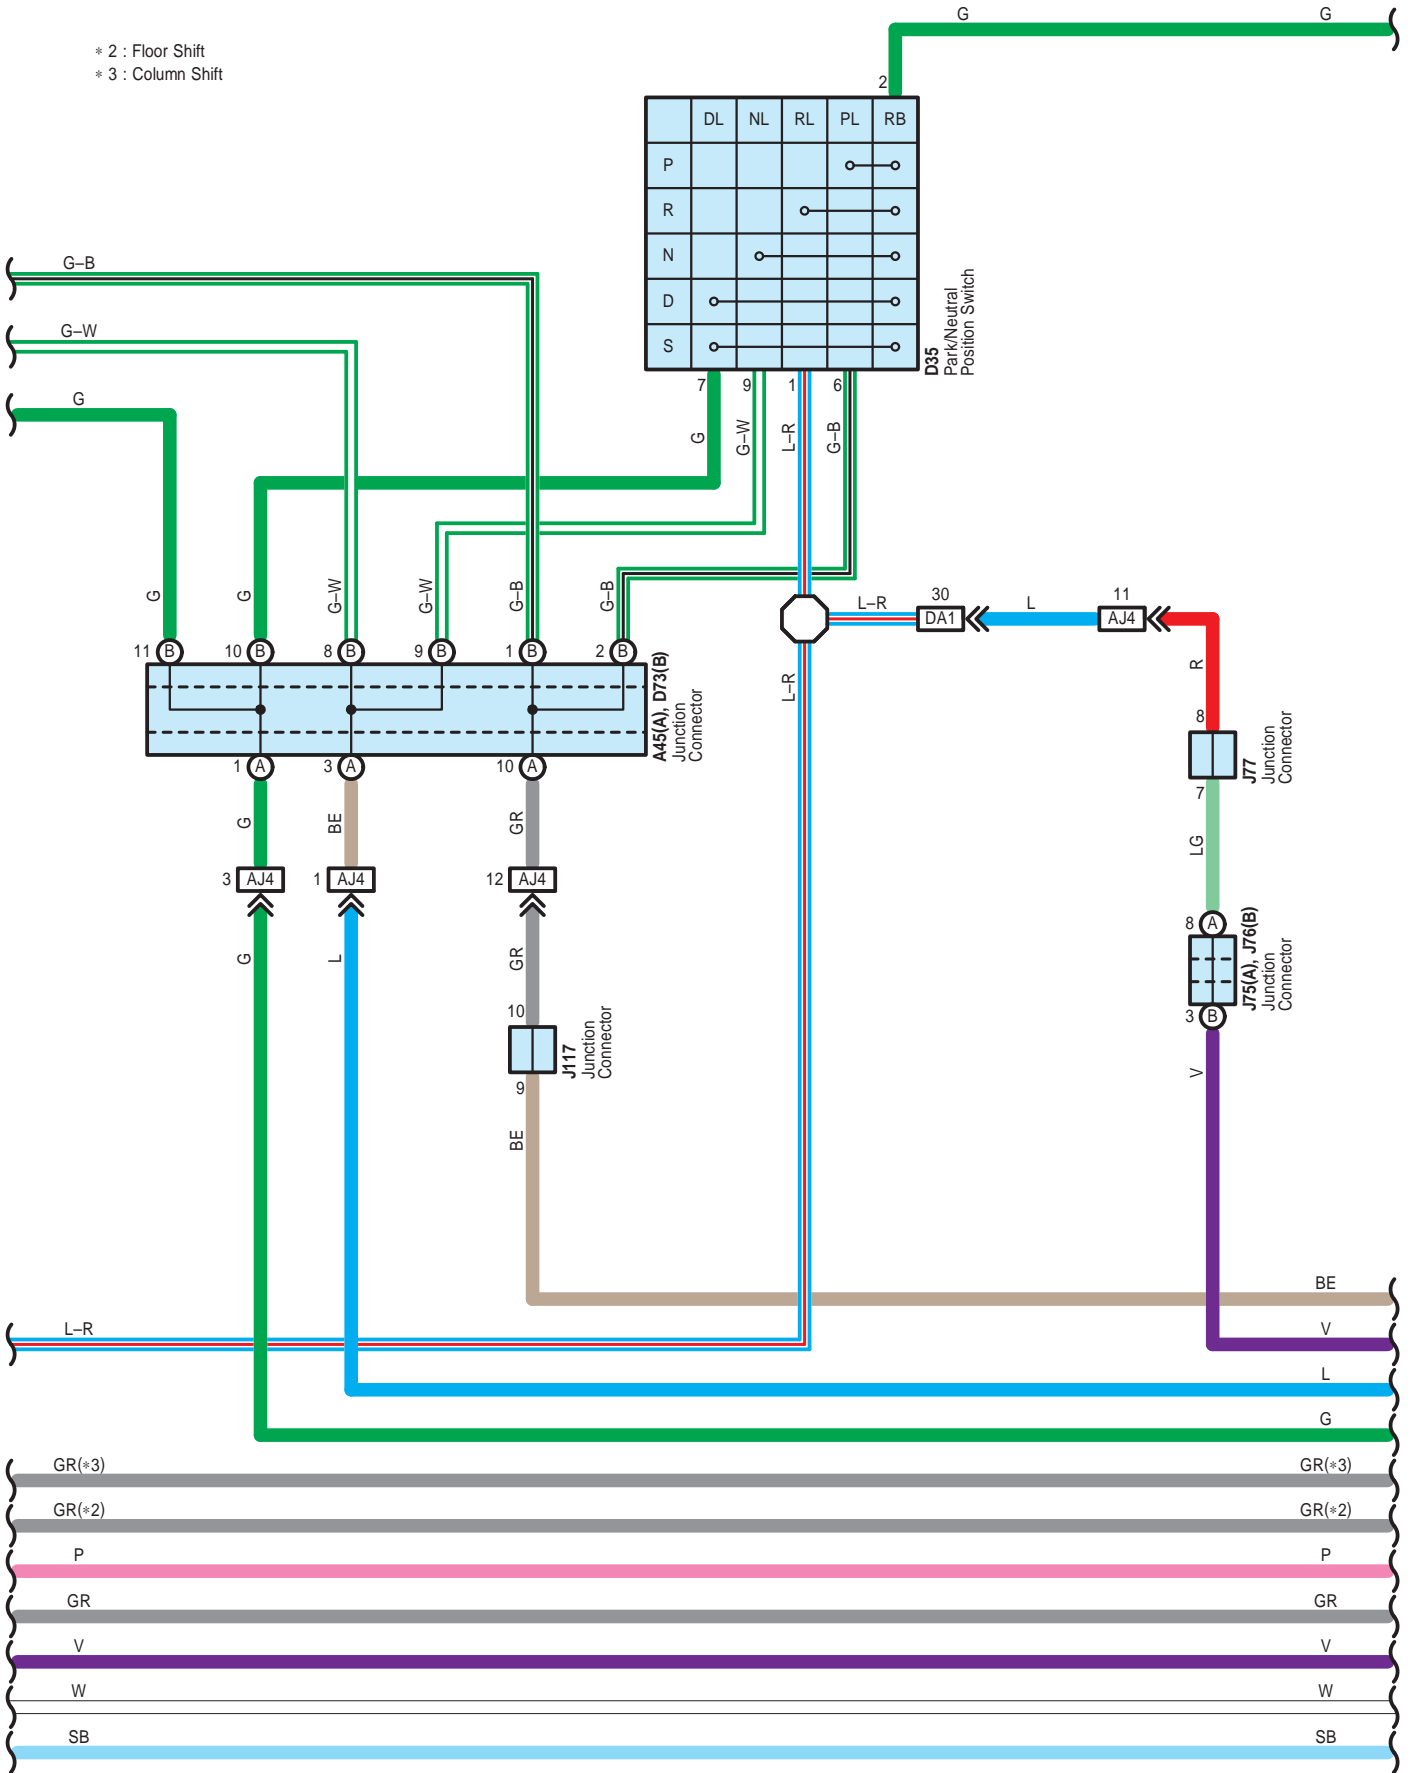 G G
* 2 : Floor Shift
* 3 : Column Shift
2
DL NL RL PL RB
P
R
N
D
S
D35
Park/Neutral
Position Switch
7 9 1 6
G G–W L–R G–B
G–B
G–W
G
G G G–W G–W G–B G–B
L–R 30 DA1 L 11 AJ4
11 B 10 B 8 B 9 B 1 B 2 B
A45(A), D73(B)
Junction
Connector
L–R
R
8
J77
Junction
Connector
7
1 A 3 A 10 A
G BE GR
LG
3 AJ4 1 AJ4 12 AJ4
8 A
J75(A), J76(B)
Junction
Connector
3 B
G L GR
10
J117
Junction
Connector
9
V
BE
BE
L–R V
L
G
GR(*3) GR(*3)
GR(*2) GR(*2)
P P
GR GR
V V
W W
SB SB